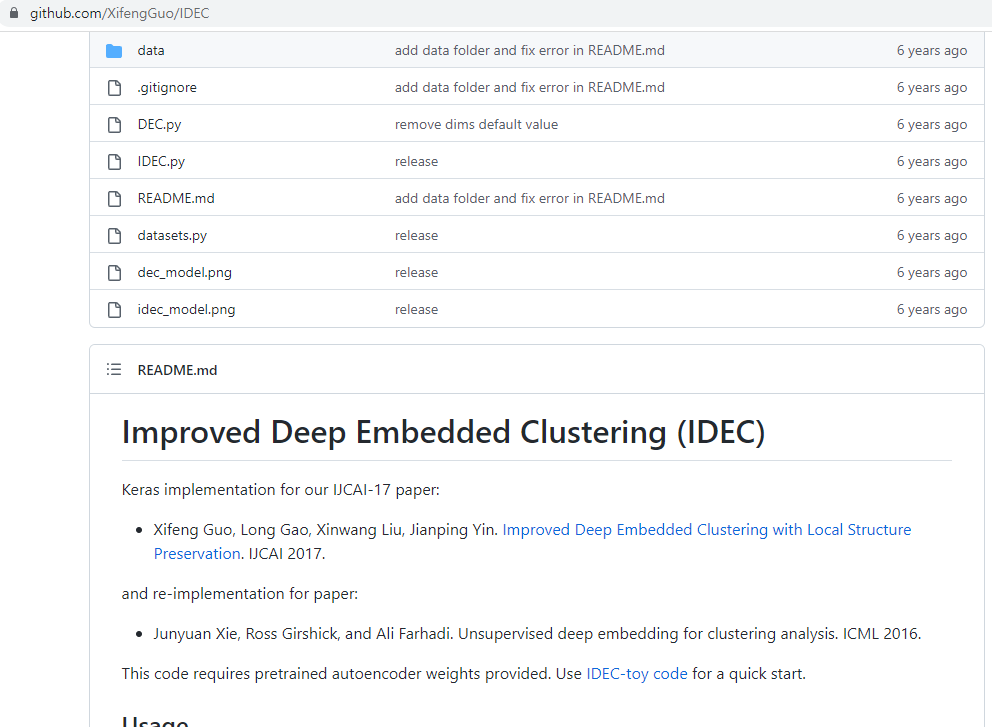 github.com/XifengGuo/IDEC
data add data folder and fix error in README.md 6 years ago
.gitignore add data folder and fix error in README.md 6 years ago
DEC.py remove dims default value 6 years ago
IDEC.py release 6 years ago
README.md add data folder and fix error in README.md 6 years ago
datasets.py release 6 years ago
dec_model.png release 6 years ago
idec_model.png release 6 years ago
README.md
Improved Deep Embedded Clustering (IDEC)
Keras implementation for our IJCAI-17 paper:
Xifeng Guo, Long Gao, Xinwang Liu, Jianping Yin. Improved Deep Embedded Clustering with Local Structure
Preservation. IJCAI 2017.
and re-implementation for paper:
Junyuan Xie, Ross Girshick, and Ali Farhadi. Unsupervised deep embedding for clustering analysis. ICML 2016.
This code requires pretrained autoencoder weights provided. Use IDEC-toy code for a quick start.
Usage